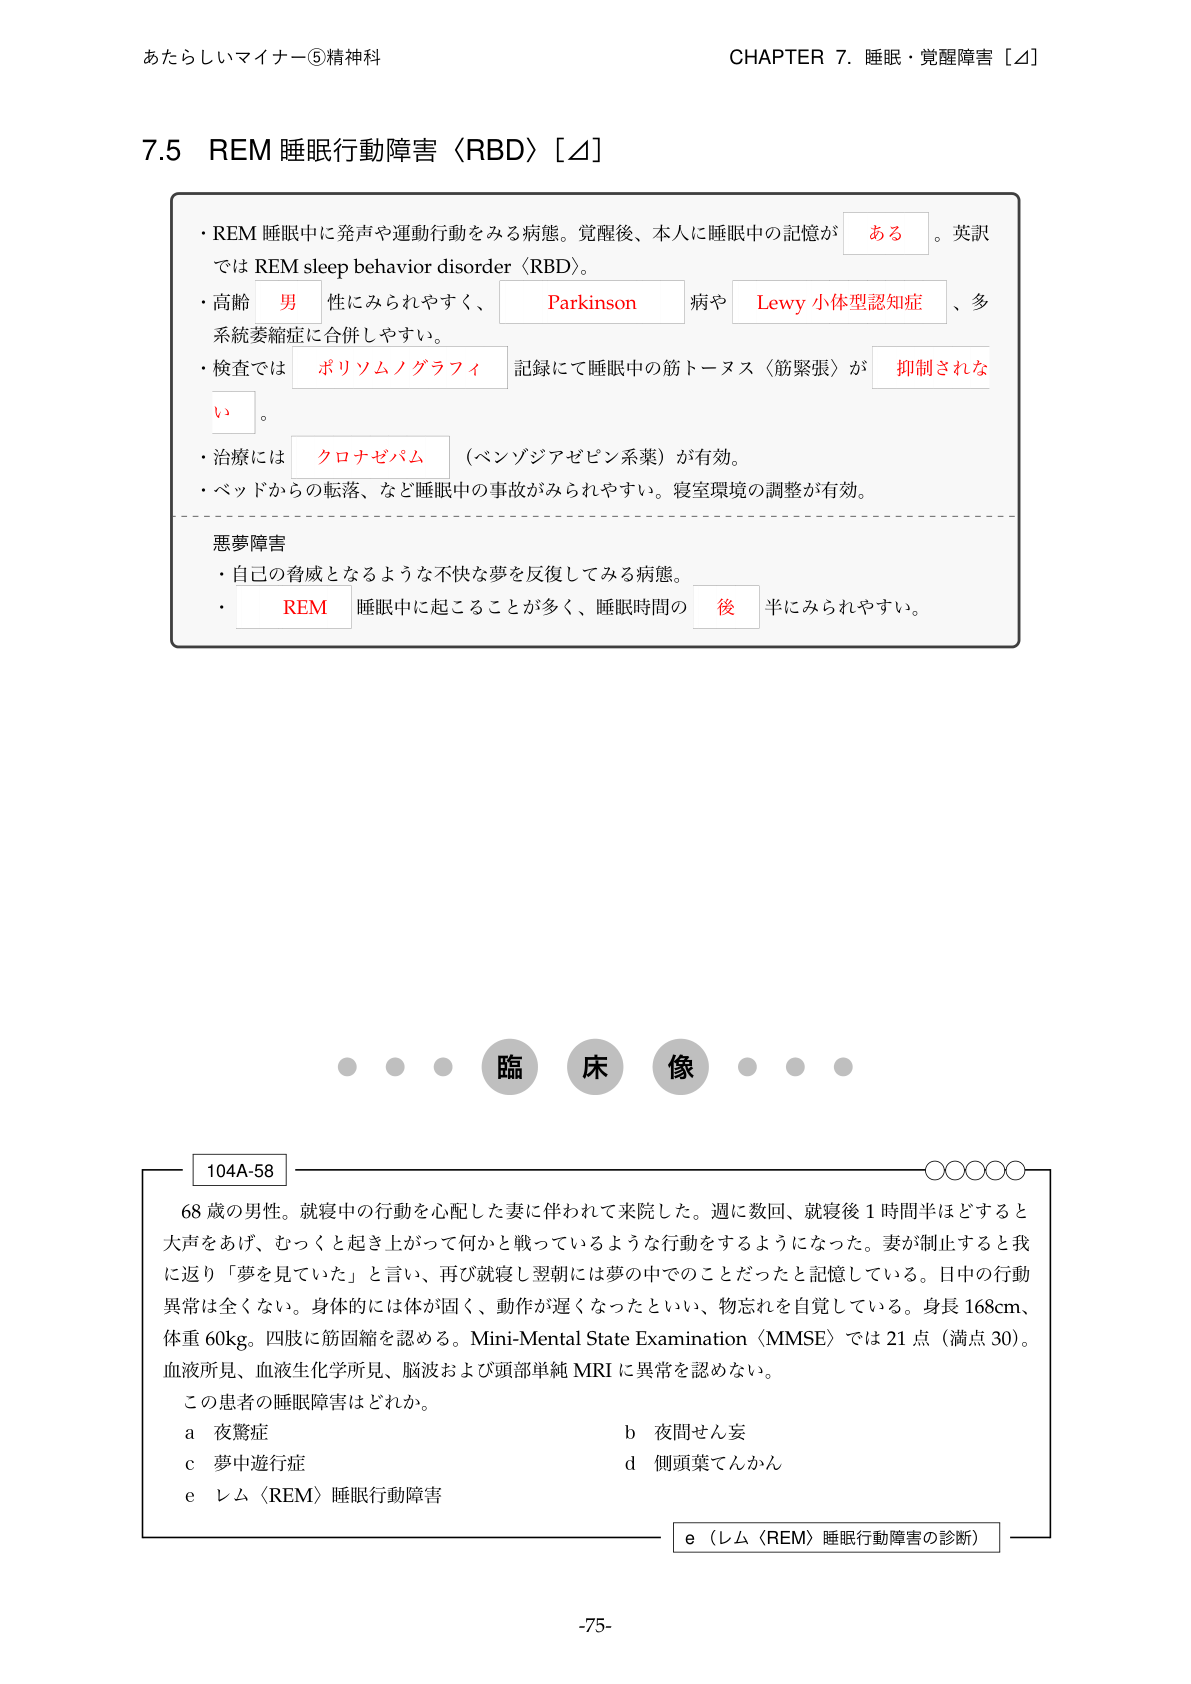 あたらしいマイナー⑤精神科
CHAPTER 7. 睡眠・覚醒障害［⊿］
7.5 REM 睡眠行動障害〈RBD〉［⊿］
・REM 睡眠中に発声や運動行動をみる病態。覚醒後、本人に睡眠中の記憶が ある 。英訳
では REM sleep behavior disorder〈RBD〉。
・高齢 男 性にみられやすく、 Parkinson 病や Lewy 小体型認知症 、多
系統萎縮症に合併しやすい。
・検査では ポリソムノグラフィ 記録にて睡眠中の筋トーヌス〈筋緊張〉が 抑制されな
い 。
・治療には クロナゼパム （ベンゾジアゼピン系薬）が有効。
・ベッドからの転落、など睡眠中の事故がみられやすい。寝室環境の調整が有効。
悪夢障害
・自己の脅威となるような不快な夢を反復してみる病態。
・ REM 睡眠中に起こることが多く、睡眠時間の 後 半にみられやすい。
臨 床 像
104A-58
68 歳の男性。就寝中の行動を心配した妻に伴われて来院した。週に数回、就寝後 1 時間半ほどすると
大声をあげ、むっくと起き上がって何かと戦っているような行動をするようになった。妻が制止すると我
に返り「夢を見ていた」と言い、再び就寝し翌朝には夢の中でのことだったと記憶している。日中の行動
異常は全くない。身体的には体が固く、動作が遅くなったといい、物忘れを自覚している。身長 168cm、
体重 60kg。四肢に筋固縮を認める。Mini-Mental State Examination〈MMSE〉では 21 点（満点 30）。
血液所見、血液生化学所見、脳波および頭部単純 MRI に異常を認めない。
この患者の睡眠障害はどれか。
a 夜驚症
b 夜間せん妄
c 夢中遊行症
d 側頭葉てんかん
e レム〈REM〉睡眠行動障害
e （レム〈REM〉睡眠行動障害の診断）
-75-